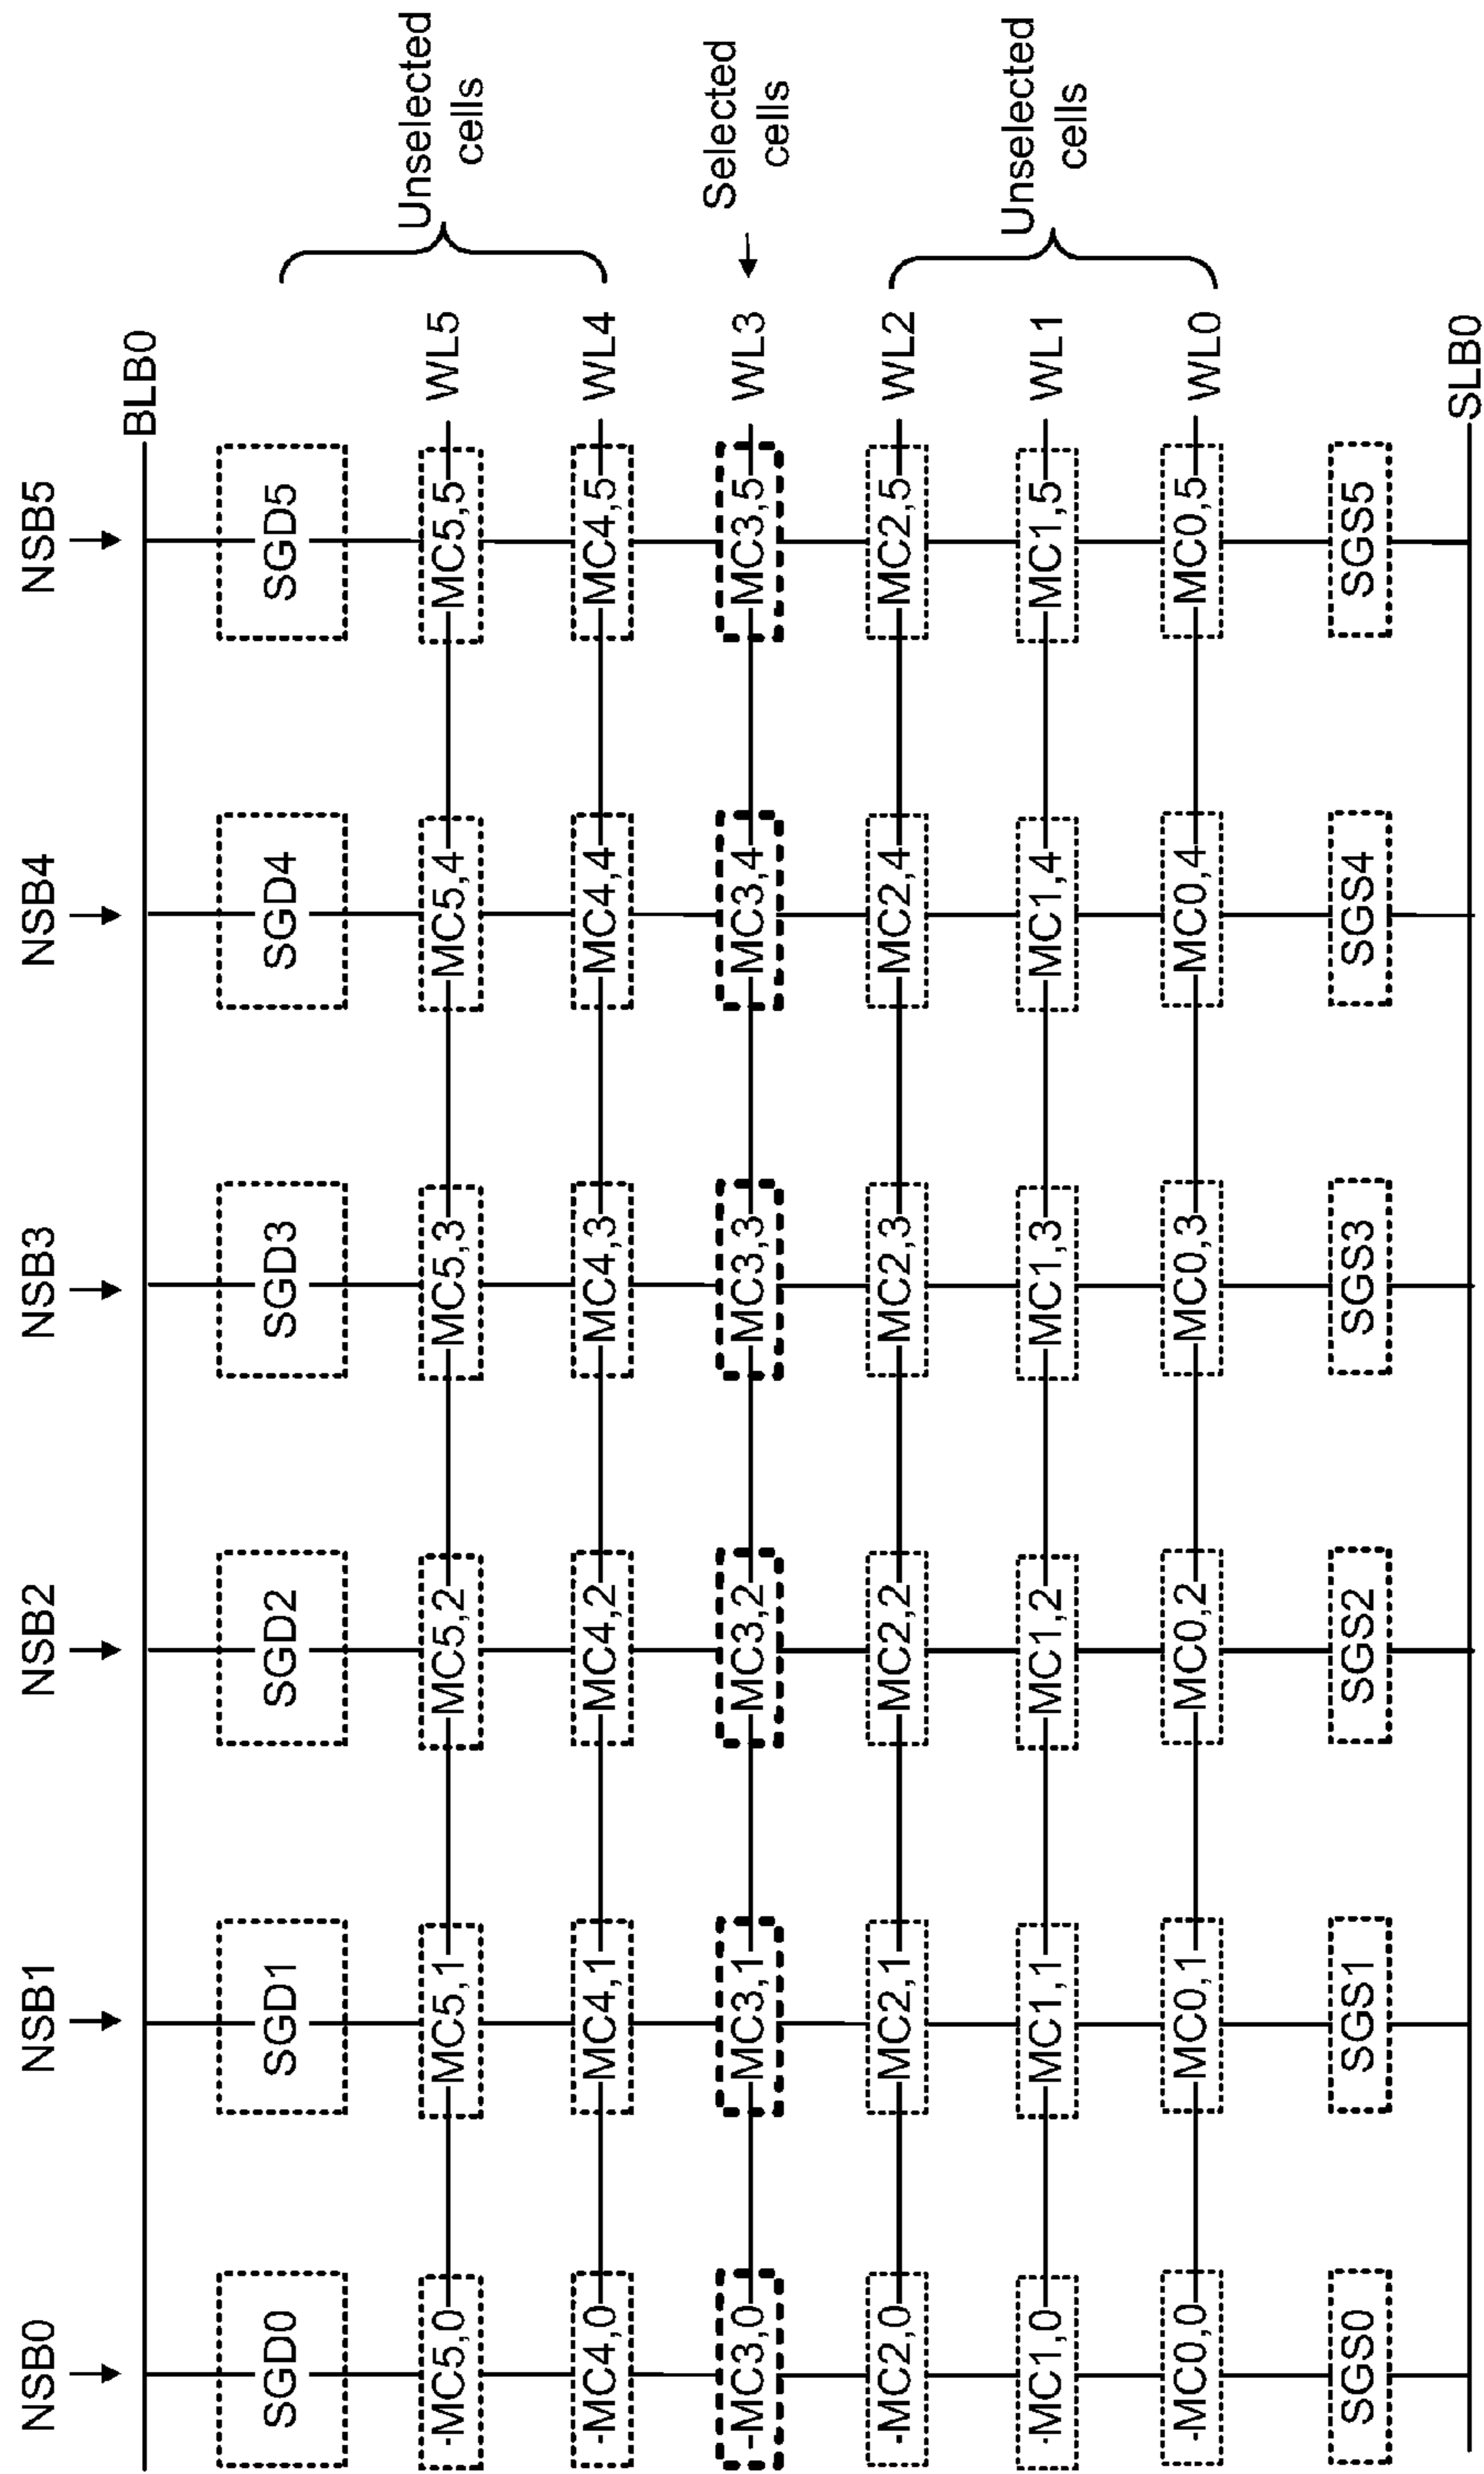 NSB0 NSB1 NSB2 NSB3 NSB4 NSB5
BLB0
SGD0 SGD1 SGD2 SGD3 SGD4 SGD5
Unselected
cells
MC5,0 MC5,1 MC5,2 MC5,3 MC5,4 MC5,5 WL5
MC4,0 MC4,1 MC4,2 MC4,3 MC4,4 MC4,5 WL4
Selected
cells
MC3,0 MC3,1 MC3,2 MC3,3 MC3,4 MC3,5 WL3
MC2,0 MC2,1 MC2,2 MC2,3 MC2,4 MC2,5 WL2
Unselected
cells
MC1,0 MC1,1 MC1,2 MC1,3 MC1,4 MC1,5 WL1
MC0,0 MC0,1 MC0,2 MC0,3 MC0,4 MC0,5 WL0
SGS0 SGS1 SGS2 SGS3 SGS4 SGS5
SLB0